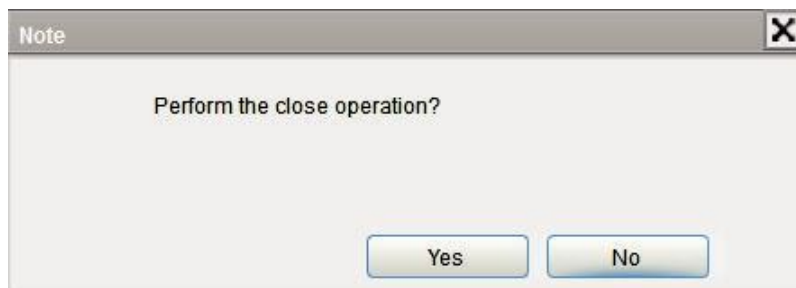 Note
Perform the close operation?
Yes No